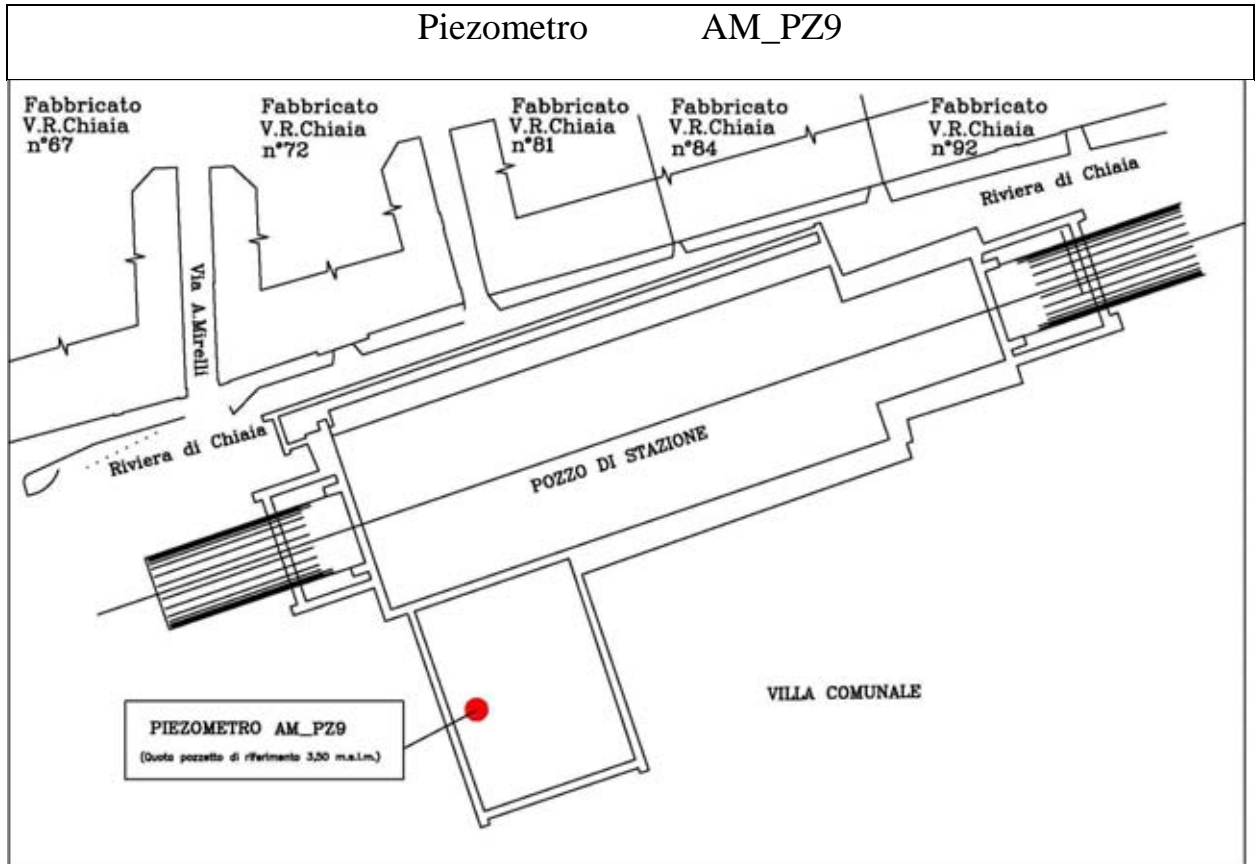 Piezometro AM_PZ9
Fabbricato
V.R.Chiaia
n°67
Fabbricato
V.R.Chiaia
n°72
Fabbricato
V.R.Chiaia
n°81
Fabbricato
V.R.Chiaia
n°84
Fabbricato
V.R.Chiaia
n°92
Riviera di Chiaia
Via A.Mirelli
Riviera di Chiaia
POZZO DI STAZIONE
VILLA COMUNALE
PIEZOMETRO AM_PZ9
(Quota pozzetto di riferimento 3,50 m.s.l.m.)